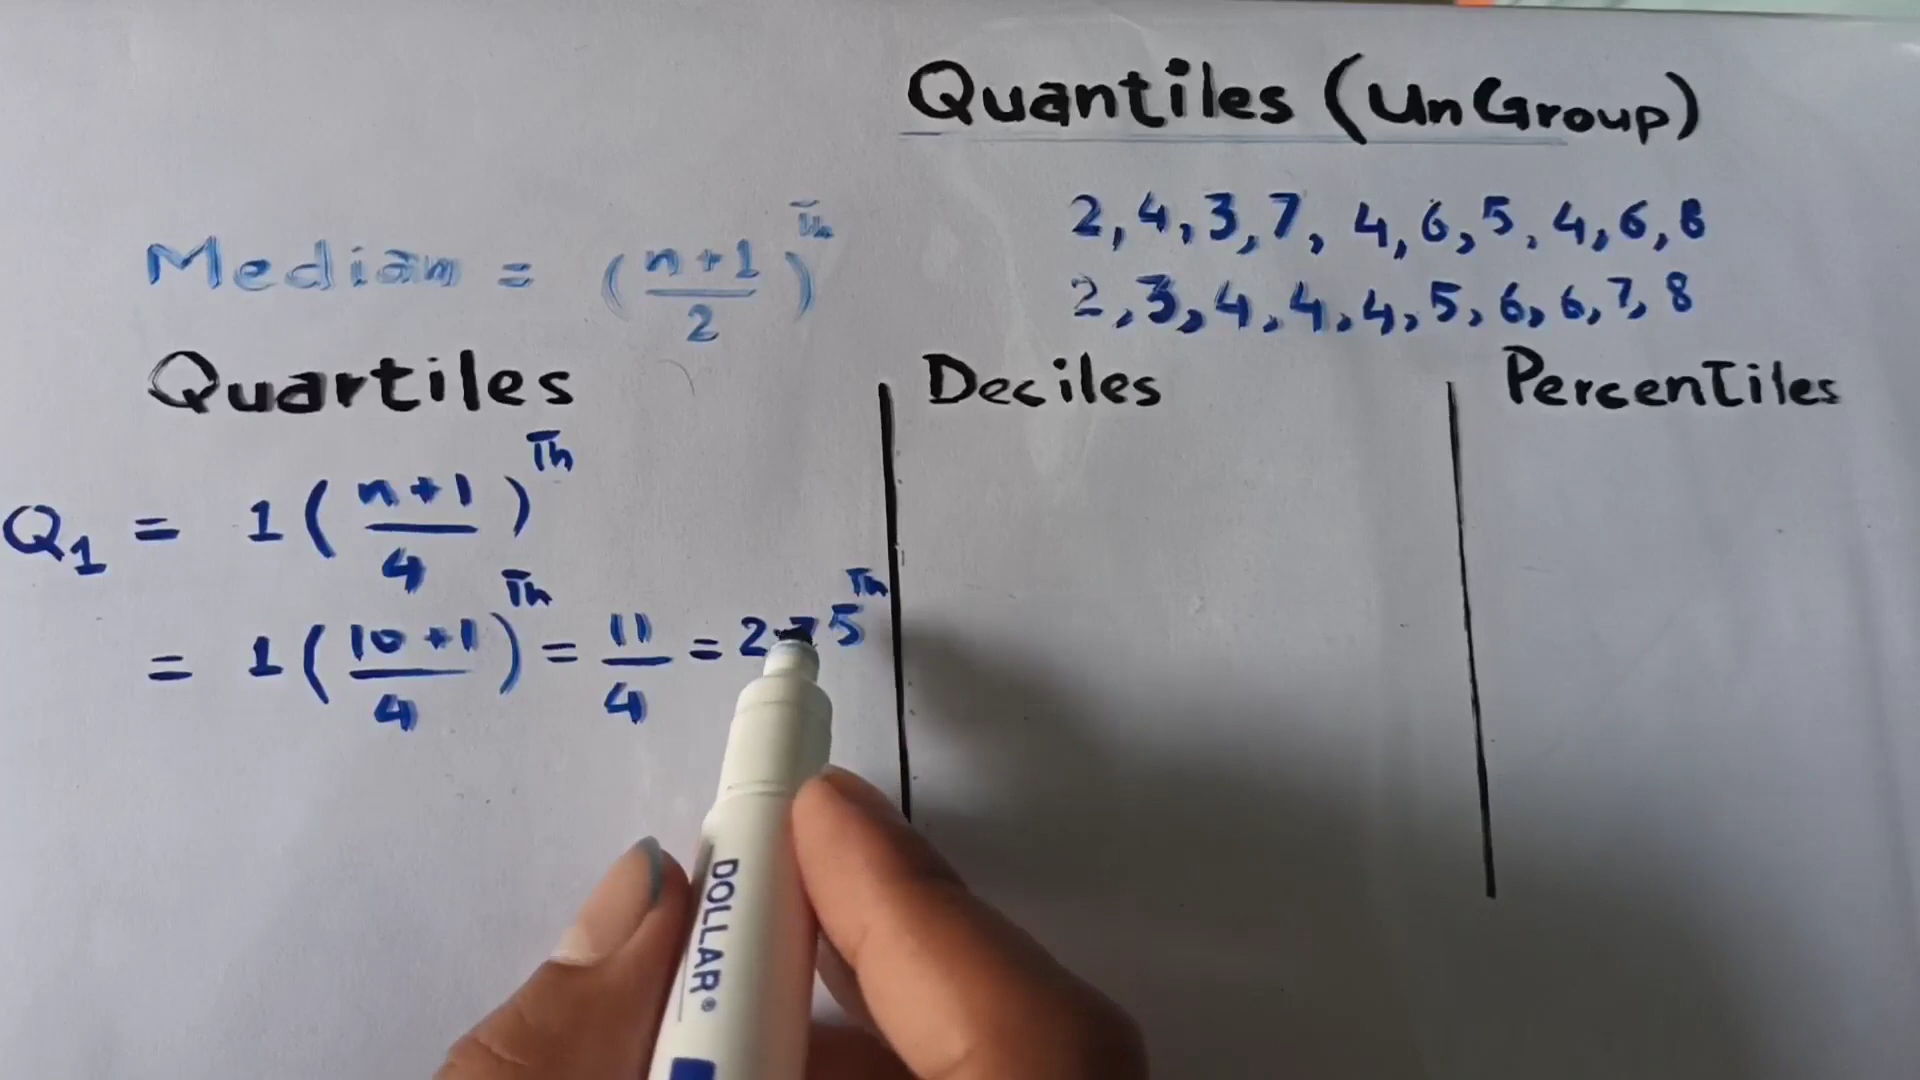 Quantiles (UnGroup)
2, 4, 3, 7, 4, 6, 5, 4, 6, 8
Median = (n+1/2)Th
2, 3, 4, 4, 4, 5, 6, 6, 7, 8
Quartiles
Deciles
Percentiles
Q1 = 1(n+1/4)Th
= 1(10+1/4)Th = 11/4 = 2.75Th
DOLLAR®